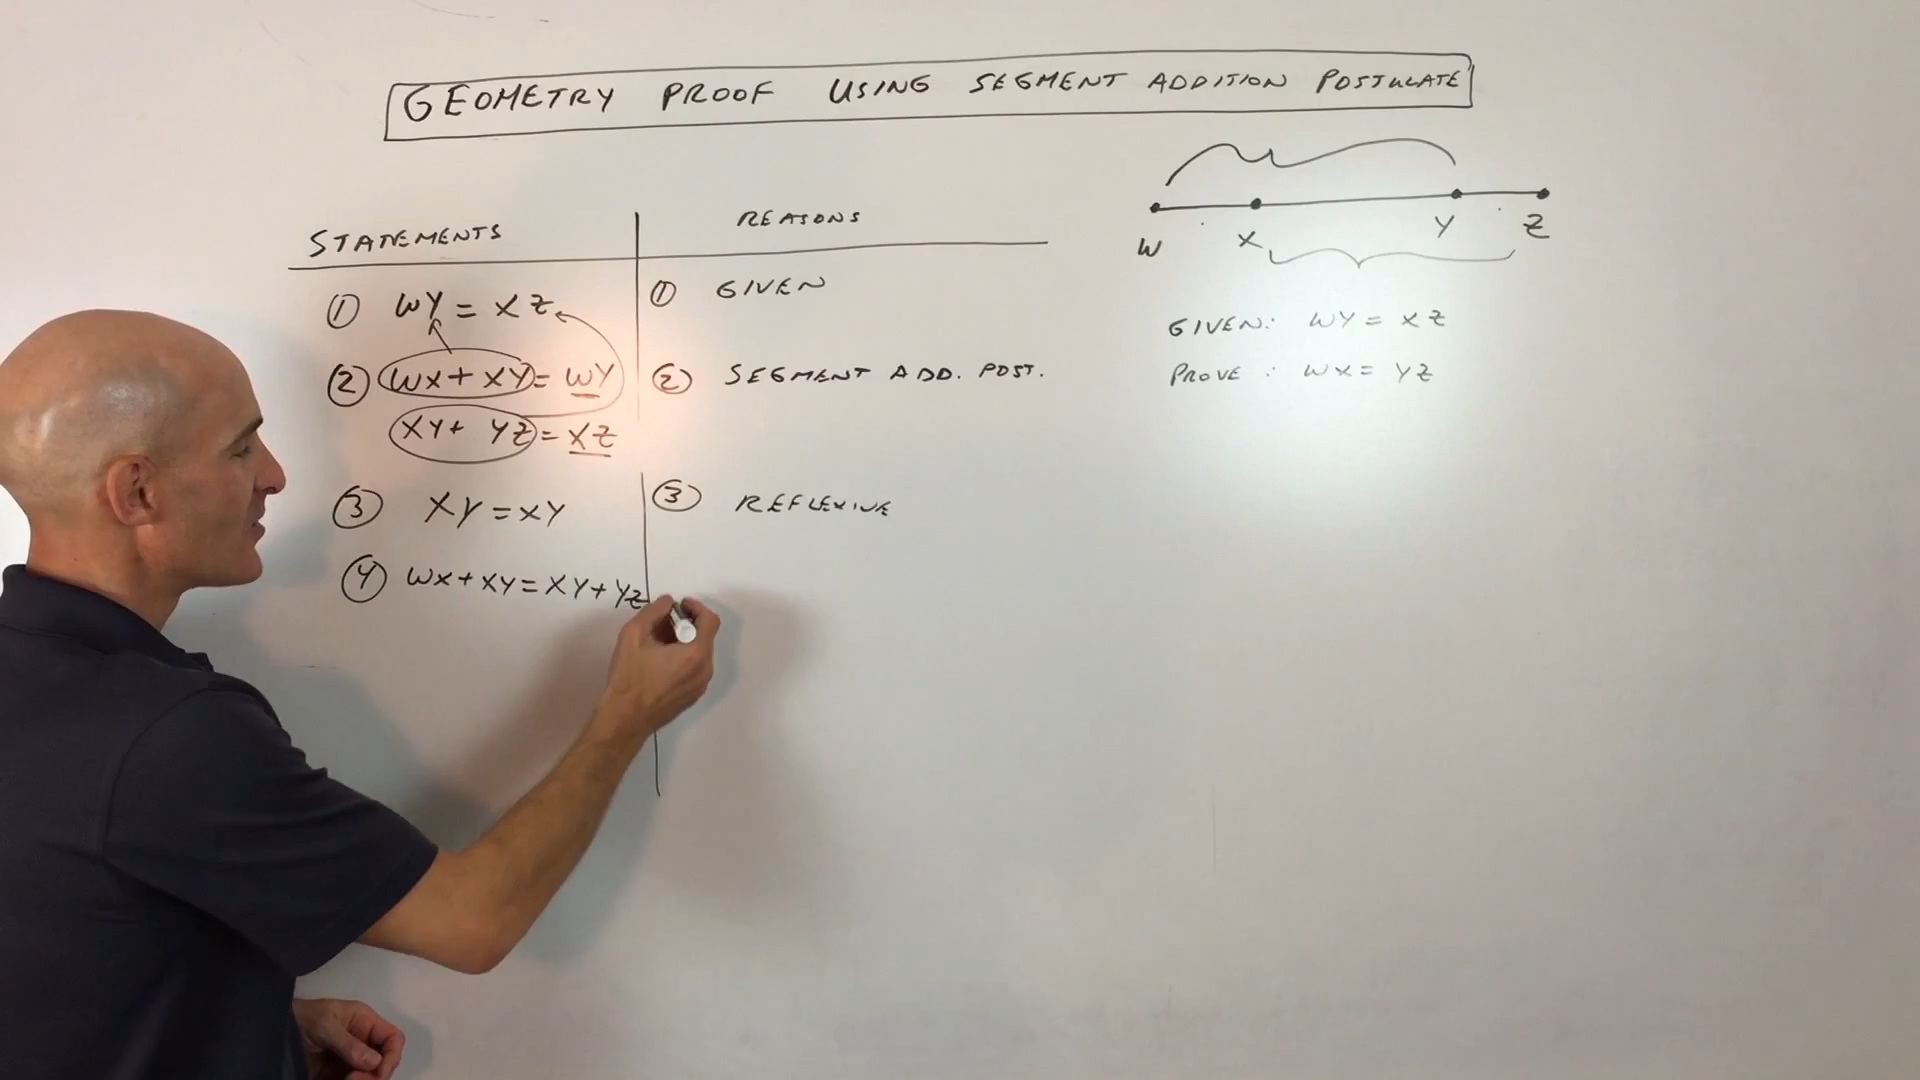 GEOMETRY PROOF USING SEGMENT ADDITION POSTULATE
STATEMENTS
REASONS
① WY = XZ
① GIVEN
② WX + XY = WY
② SEGMENT ADD. POST.
XY + YZ = XZ
③ XY = XY
③ REFLEXIVE
④ WX + XY = XY + YZ
W X Y Z
GIVEN: WY = XZ
PROVE: WX = YZ